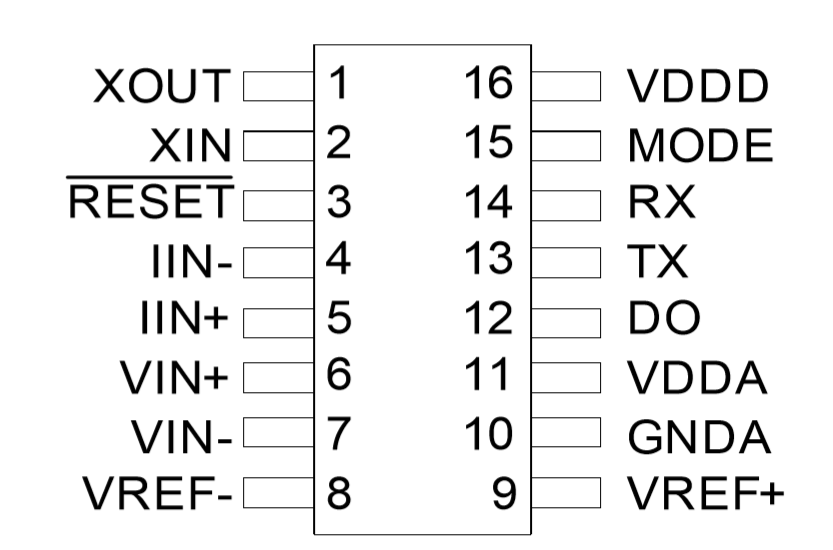 XOUT 1 16 VDDD
XIN 2 15 MODE
RESET 3 14 RX
IIN- 4 13 TX
IIN+ 5 12 DO
VIN+ 6 11 VDDA
VIN- 7 10 GNDA
VREF- 8 9 VREF+